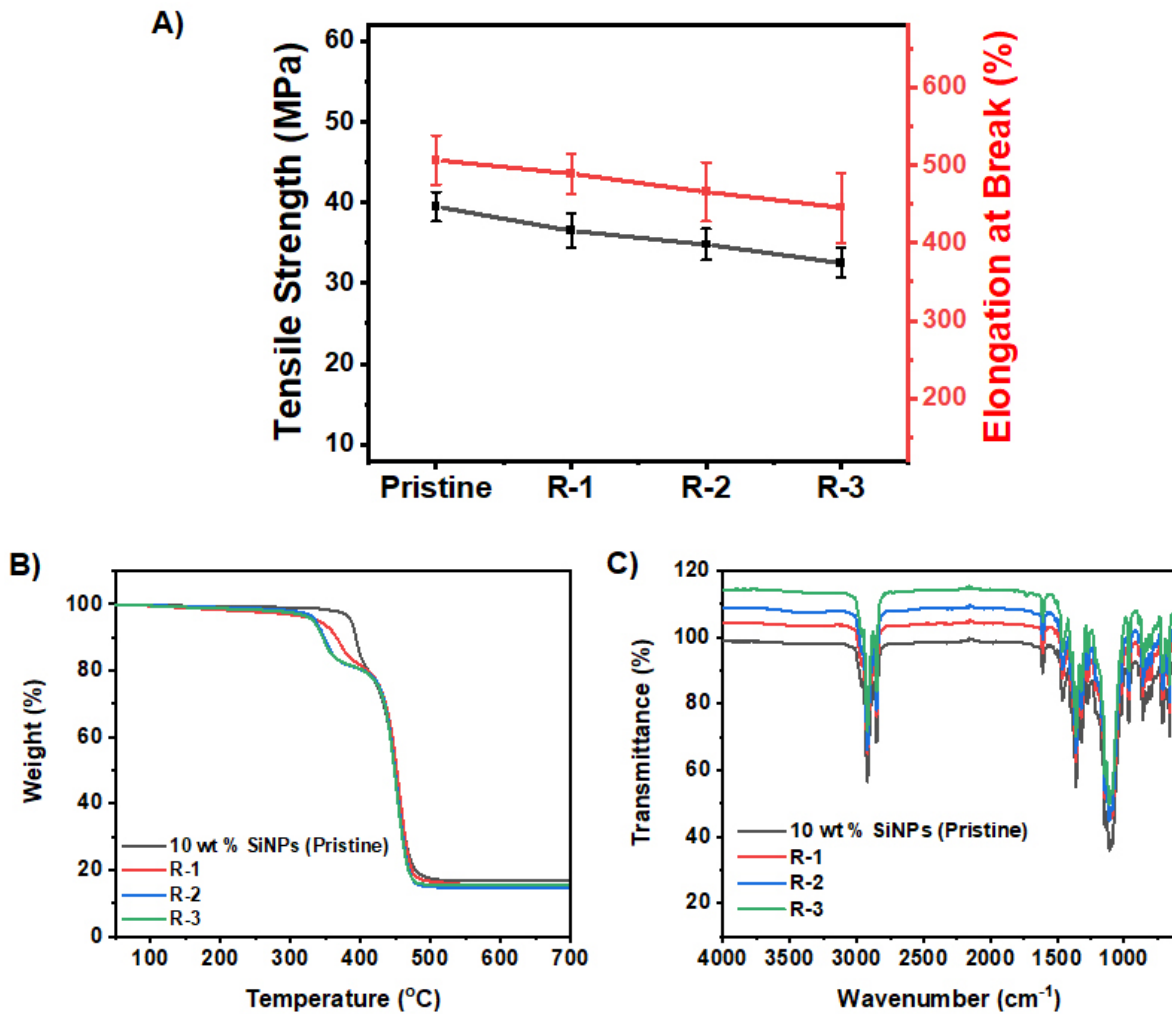 A)
Tensile Strength (MPa)
60
50
40
30
20
10
Elongation at Break (%)
600
500
400
300
200
Pristine R-1 R-2 R-3
B)
Weight (%)
100
80
60
40
20
0
10 wt % SiNPs (Pristine)
R-1
R-2
R-3
100 200 300 400 500 600 700
Temperature (°C)
C)
Transmittance (%)
120
100
80
60
40
20
10 wt % SiNPs (Pristine)
R-1
R-2
R-3
4000 3500 3000 2500 2000 1500 1000
Wavenumber (cm⁻¹)